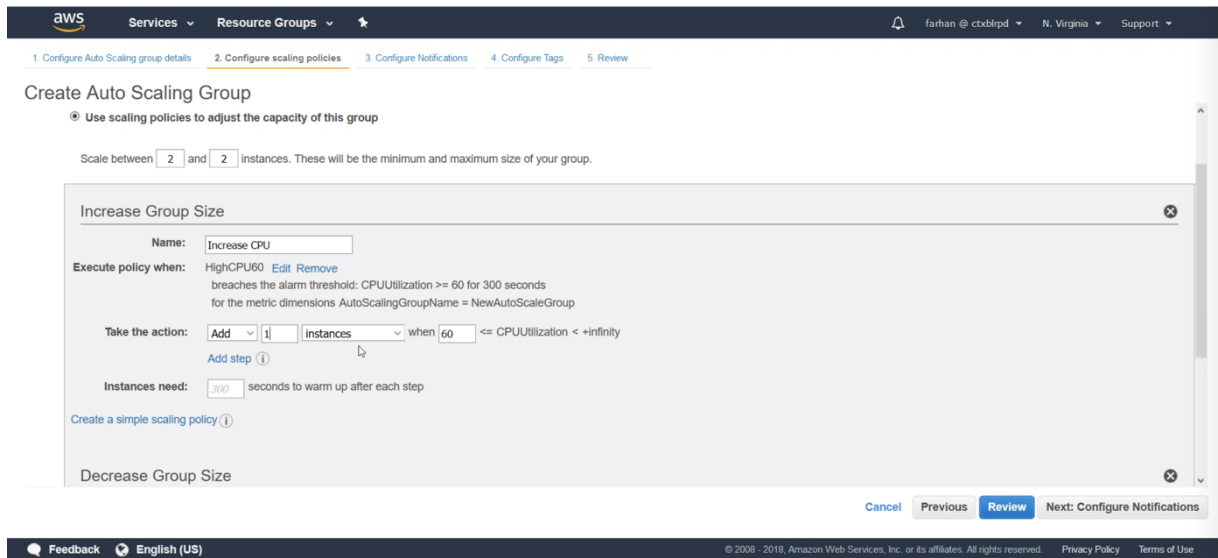 aws Services Resource Groups farhan @ ctxblrpd N. Virginia Support
1. Configure Auto Scaling group details 2. Configure scaling policies 3. Configure Notifications 4. Configure Tags 5. Review
Create Auto Scaling Group
Use scaling policies to adjust the capacity of this group
Scale between 2 and 2 instances. These will be the minimum and maximum size of your group.
Increase Group Size
Name: Increase CPU
Execute policy when: HighCPU60 Edit Remove
breaches the alarm threshold: CPUUtilization >= 60 for 300 seconds
for the metric dimensions AutoScalingGroupName = NewAutoScaleGroup
Take the action: Add 1 instances when 60 <= CPUUtilization < +infinity
Add step i
Instances need: 300 seconds to warm up after each step
Create a simple scaling policy i
Decrease Group Size
Cancel Previous Review Next: Configure Notifications
Feedback English (US) © 2008 - 2018, Amazon Web Services, Inc. or its affiliates. All rights reserved. Privacy Policy Terms of Use